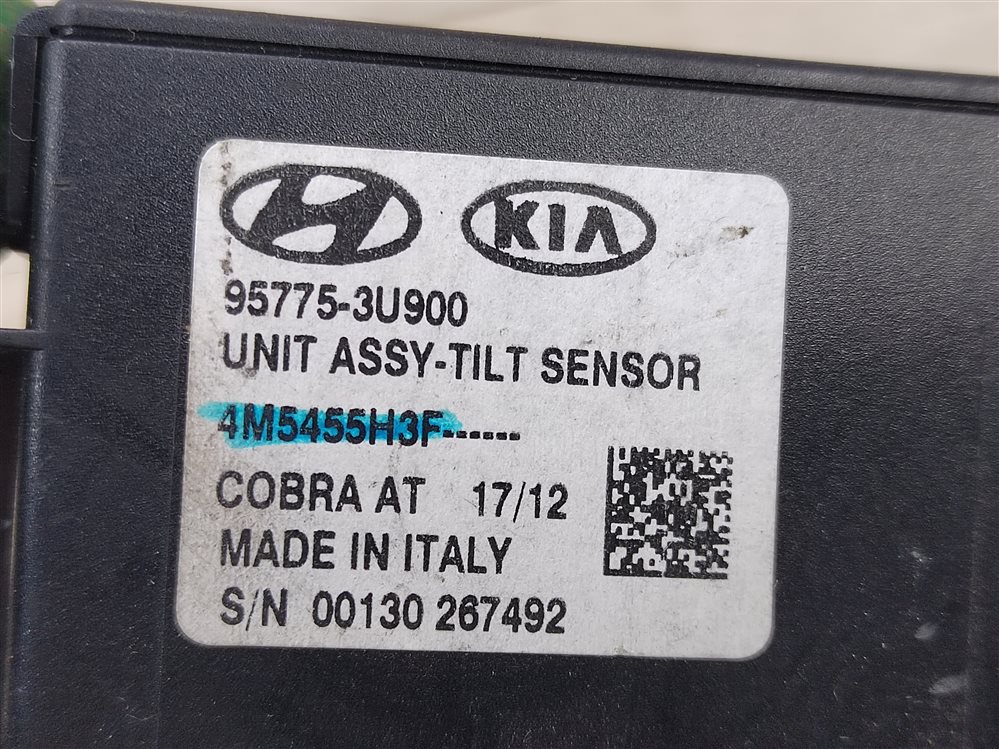 KIA
95775-3U900
UNIT ASSY-TILT SENSOR
4M5455H3F------
COBRA AT 17/12
MADE IN ITALY
S/N 00130 267492